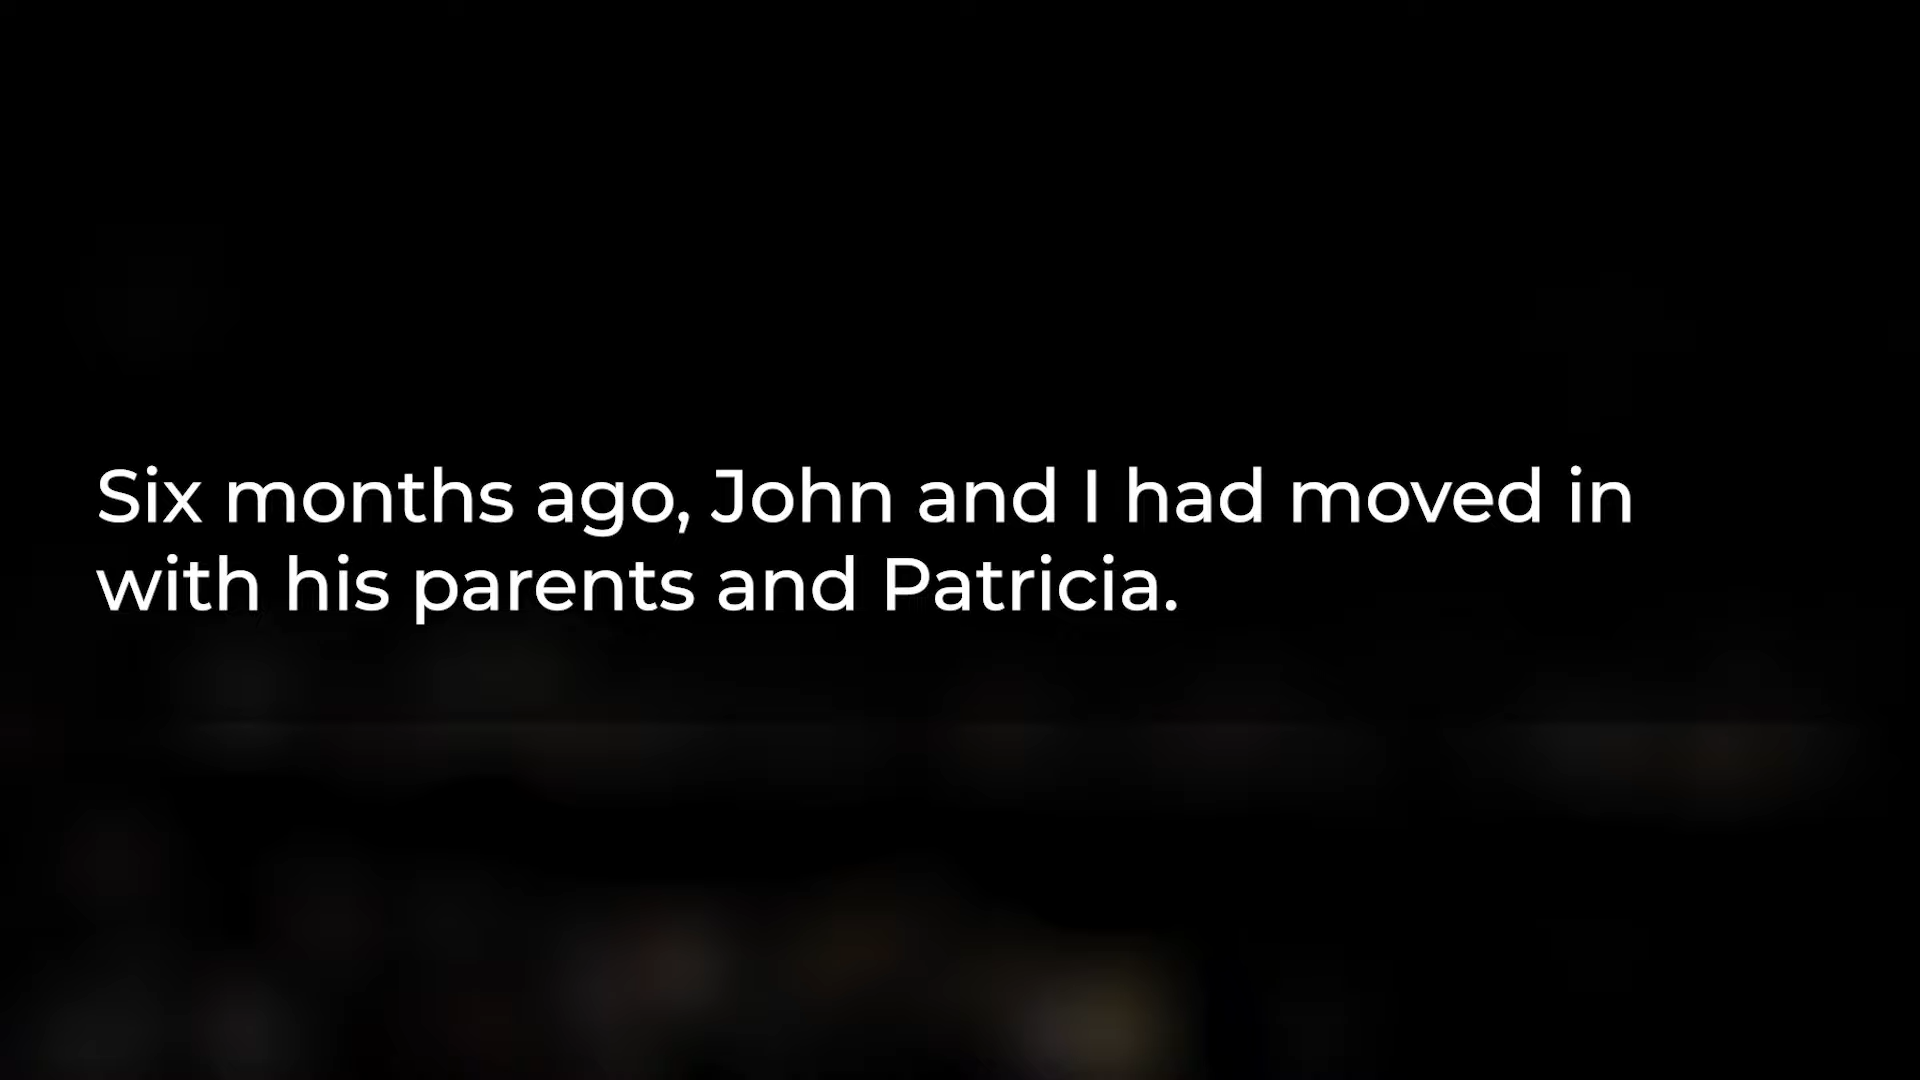 Six months ago, John and I had moved in
with his parents and Patricia.